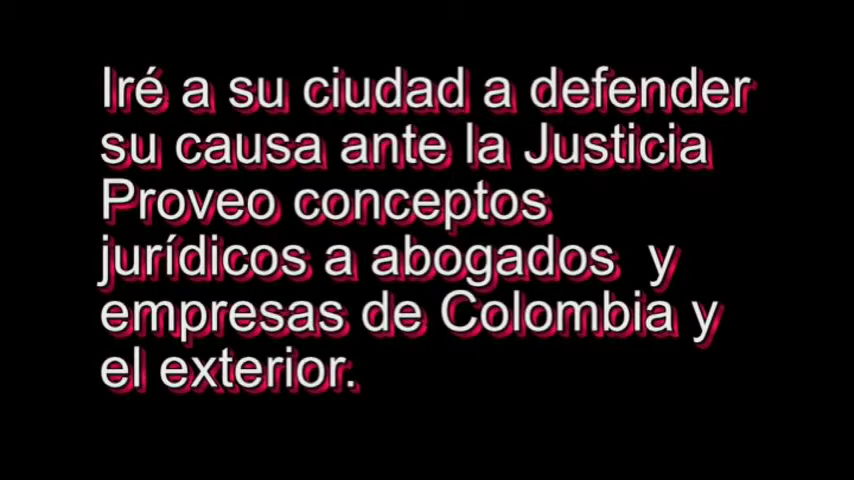 Iré a su ciudad a defender
su causa ante la Justicia
Proveo conceptos
jurídicos a abogados  y
empresas de Colombia y
el exterior.